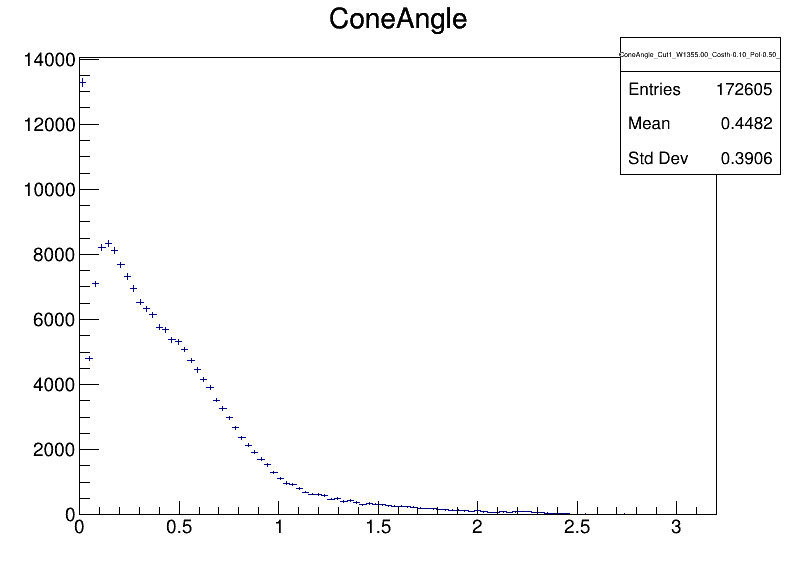 ConeAngle
ConeAngle_Cut1_W1355.00_Costh-0.10_Pol-0.50_
Entries 172605
Mean 0.4482
Std Dev 0.3906
14000
12000
10000
8000
6000
4000
2000
0
0 0.5 1 1.5 2 2.5 3